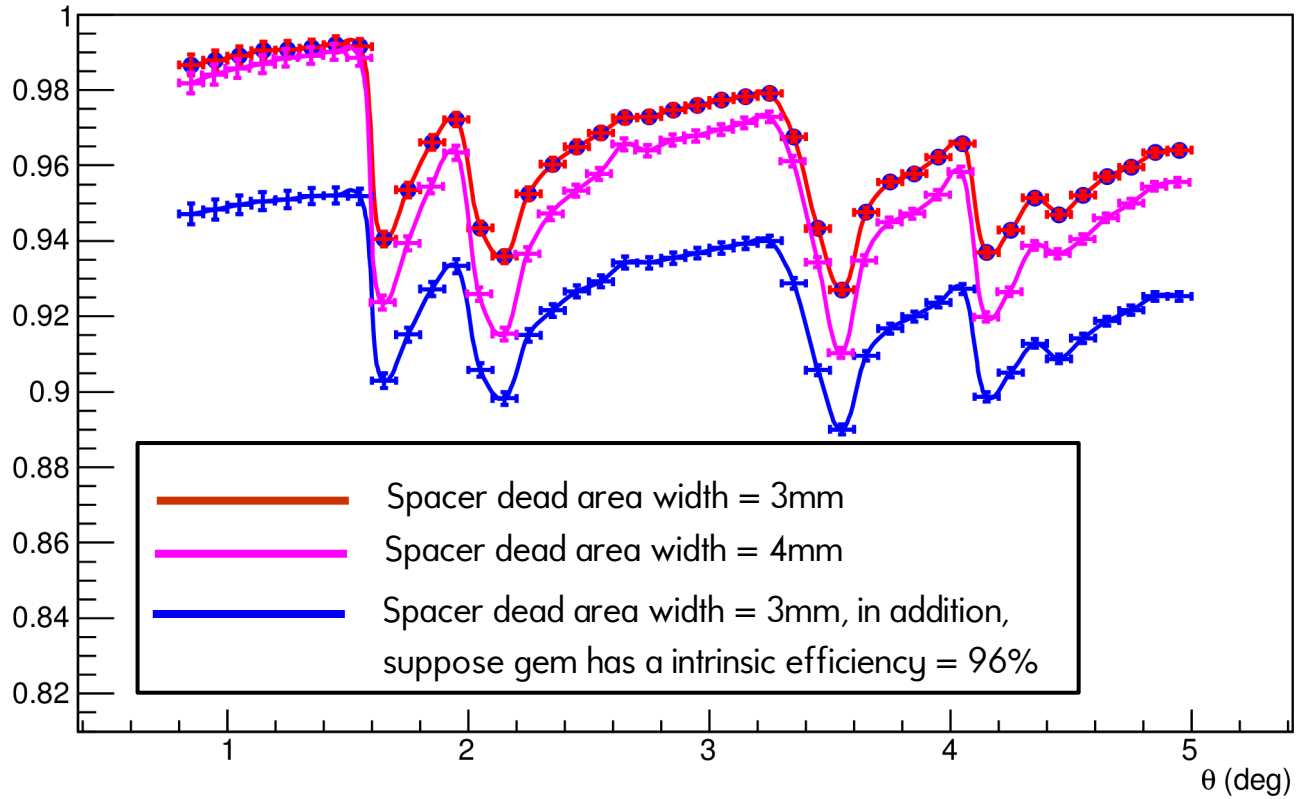 1
0.98
0.96
0.94
0.92
0.9
0.88
0.86
0.84
0.82
Spacer dead area width = 3mm
Spacer dead area width = 4mm
Spacer dead area width = 3mm, in addition,
suppose gem has a intrinsic efficiency = 96%
1 2 3 4 5
θ (deg)